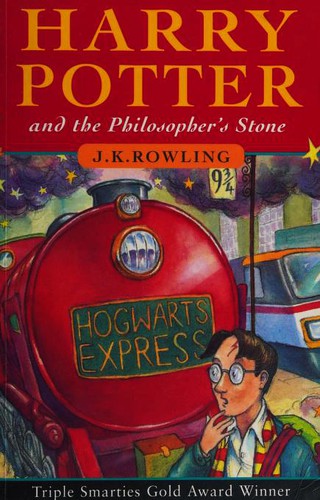 HARRY
POTTER
and the Philosopher's Stone
J.K.ROWLING
9¾
HOGWARTS
EXPRESS
Triple Smarties Gold Award Winner